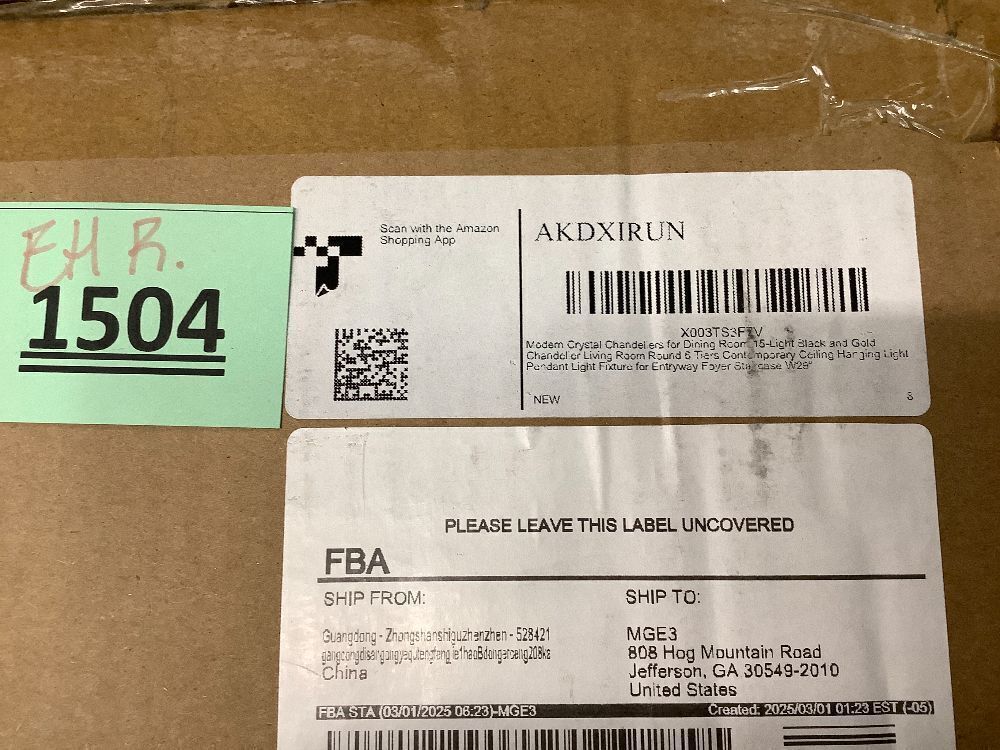 EH R.
1504
Scan with the Amazon
Shopping App
AKDXIRUN
Modern Crystal Chandeliers for Dining Room, 15-Light Black and Gold
Chandelier Living Room Round 6 Tiers Contemporary Ceiling Hanging Light
Pendant Light Fixture for Entryway Foyer Staircase W28"
NEW
PLEASE LEAVE THIS LABEL UNCOVERED
FBA
SHIP FROM:
Guangdong - Zhongshanshiguzhenzhen - 528421
China
SHIP TO:
MGE3
808 Hog Mountain Road
Jefferson, GA 30549-2010
United States
FBA STA (03/01/2025 06:23)-MGE3
Created: 2025/03/01 01:23 EST (-05)